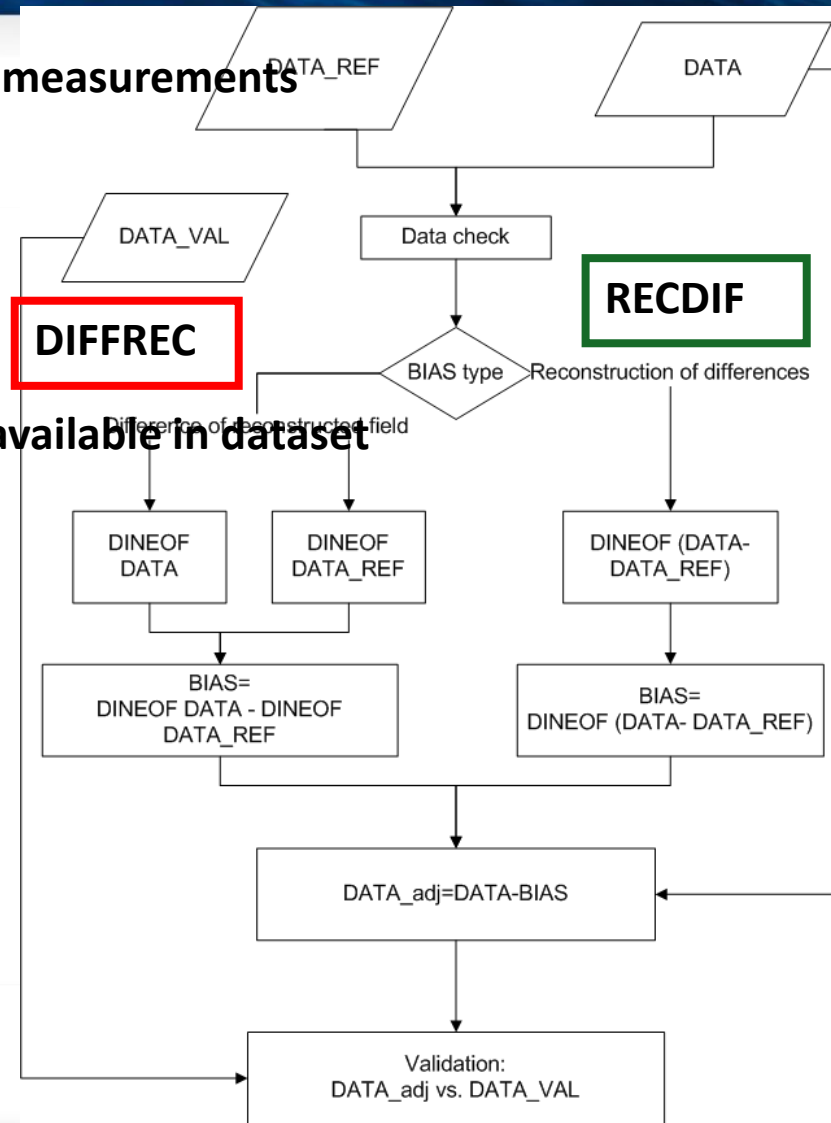 measurements
DATA_REF
DATA
DATA_VAL
Data check
RECDIF
DIFFREC
BIAS type
Reconstruction of differences
Difference of reconstructed field
available in dataset
DINEOF
DATA
DINEOF
DATA_REF
DINEOF (DATA-
DATA_REF)
BIAS=
DINEOF DATA - DINEOF
DATA_REF
BIAS=
DINEOF (DATA- DATA_REF)
DATA_adj=DATA-BIAS
Validation:
DATA_adj vs. DATA_VAL